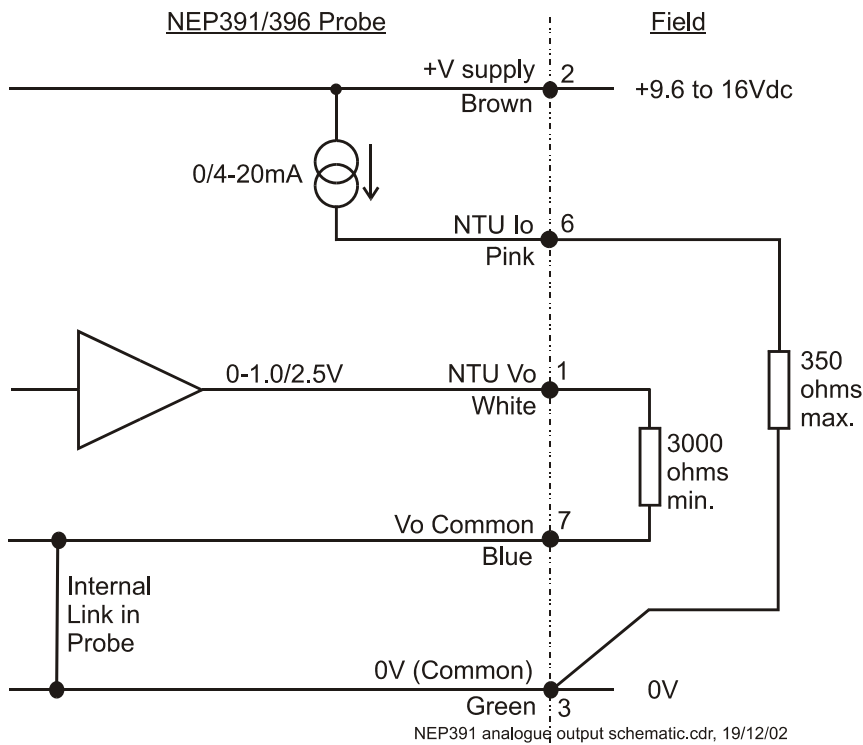 NEP391/396 Probe
Field
+V supply
2
Brown
+9.6 to 16Vdc
0/4-20mA
NTU Io
6
Pink
0-1.0/2.5V
NTU Vo
1
White
350
ohms
max.
3000
ohms
min.
Vo Common
7
Blue
Internal
Link in
Probe
0V (Common)
0V
Green
3
NEP391 analogue output schematic.cdr, 19/12/02